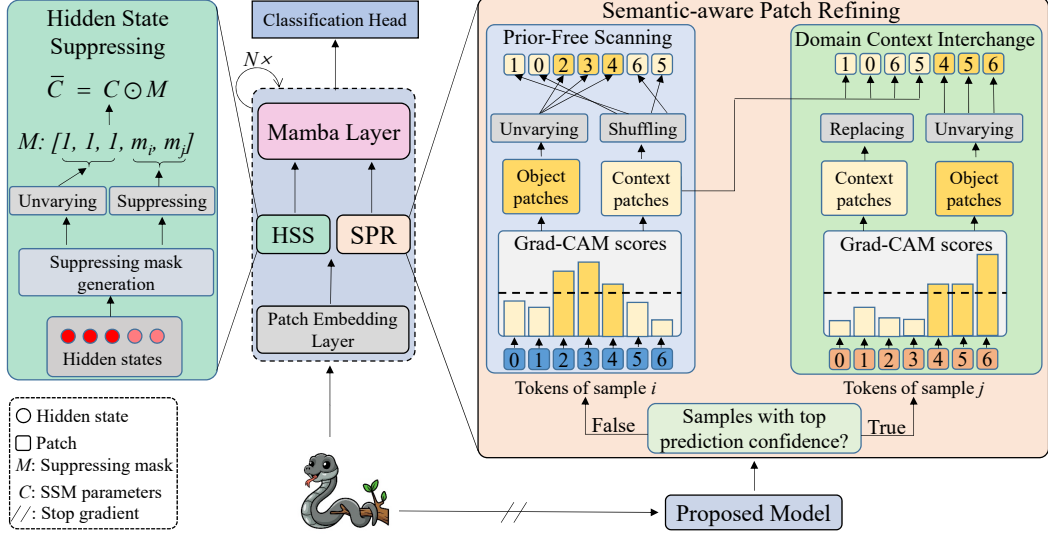 Hidden State
Suppressing
C̅ = C ⊙ M
M: [1, 1, 1, mᵢ, mⱼ]
Unvarying
Suppressing
Suppressing mask
generation
Hidden states
Hidden state
Patch
M: Suppressing mask
C: SSM parameters
//: Stop gradient
Classification Head
N×
Mamba Layer
HSS
SPR
Patch Embedding
Layer
Semantic-aware Patch Refining
Prior-Free Scanning
1 0 2 3 4 6 5
Unvarying
Shuffling
Object
patches
Context
patches
Grad-CAM scores
0 1 2 3 4 5 6
Tokens of sample i
Domain Context Interchange
1 0 6 5 4 5 6
Replacing
Unvarying
Context
patches
Object
patches
Grad-CAM scores
0 1 2 3 4 5 6
Tokens of sample j
False
Samples with top
prediction confidence?
True
//
Proposed Model